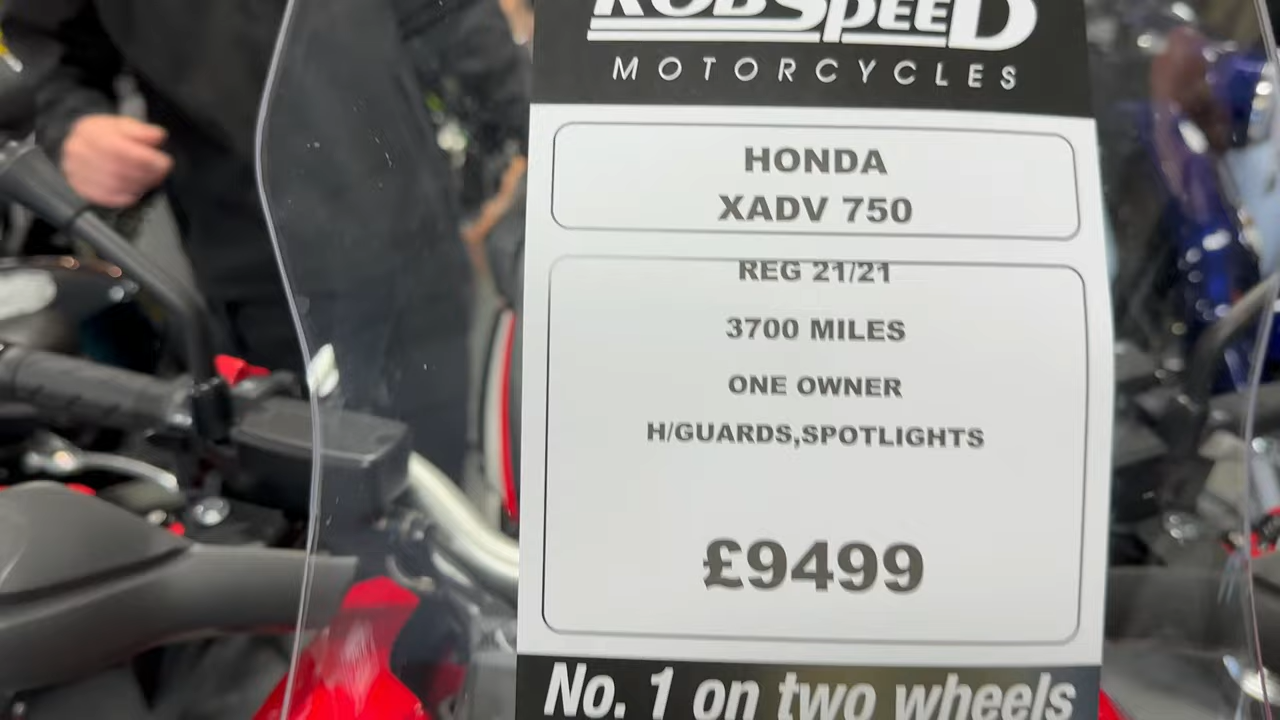 ROBSPEED
MOTORCYCLES
HONDA
XADV 750
REG 21/21
3700 MILES
ONE OWNER
H/GUARDS,SPOTLIGHTS
£9499
No. 1 on two wheels